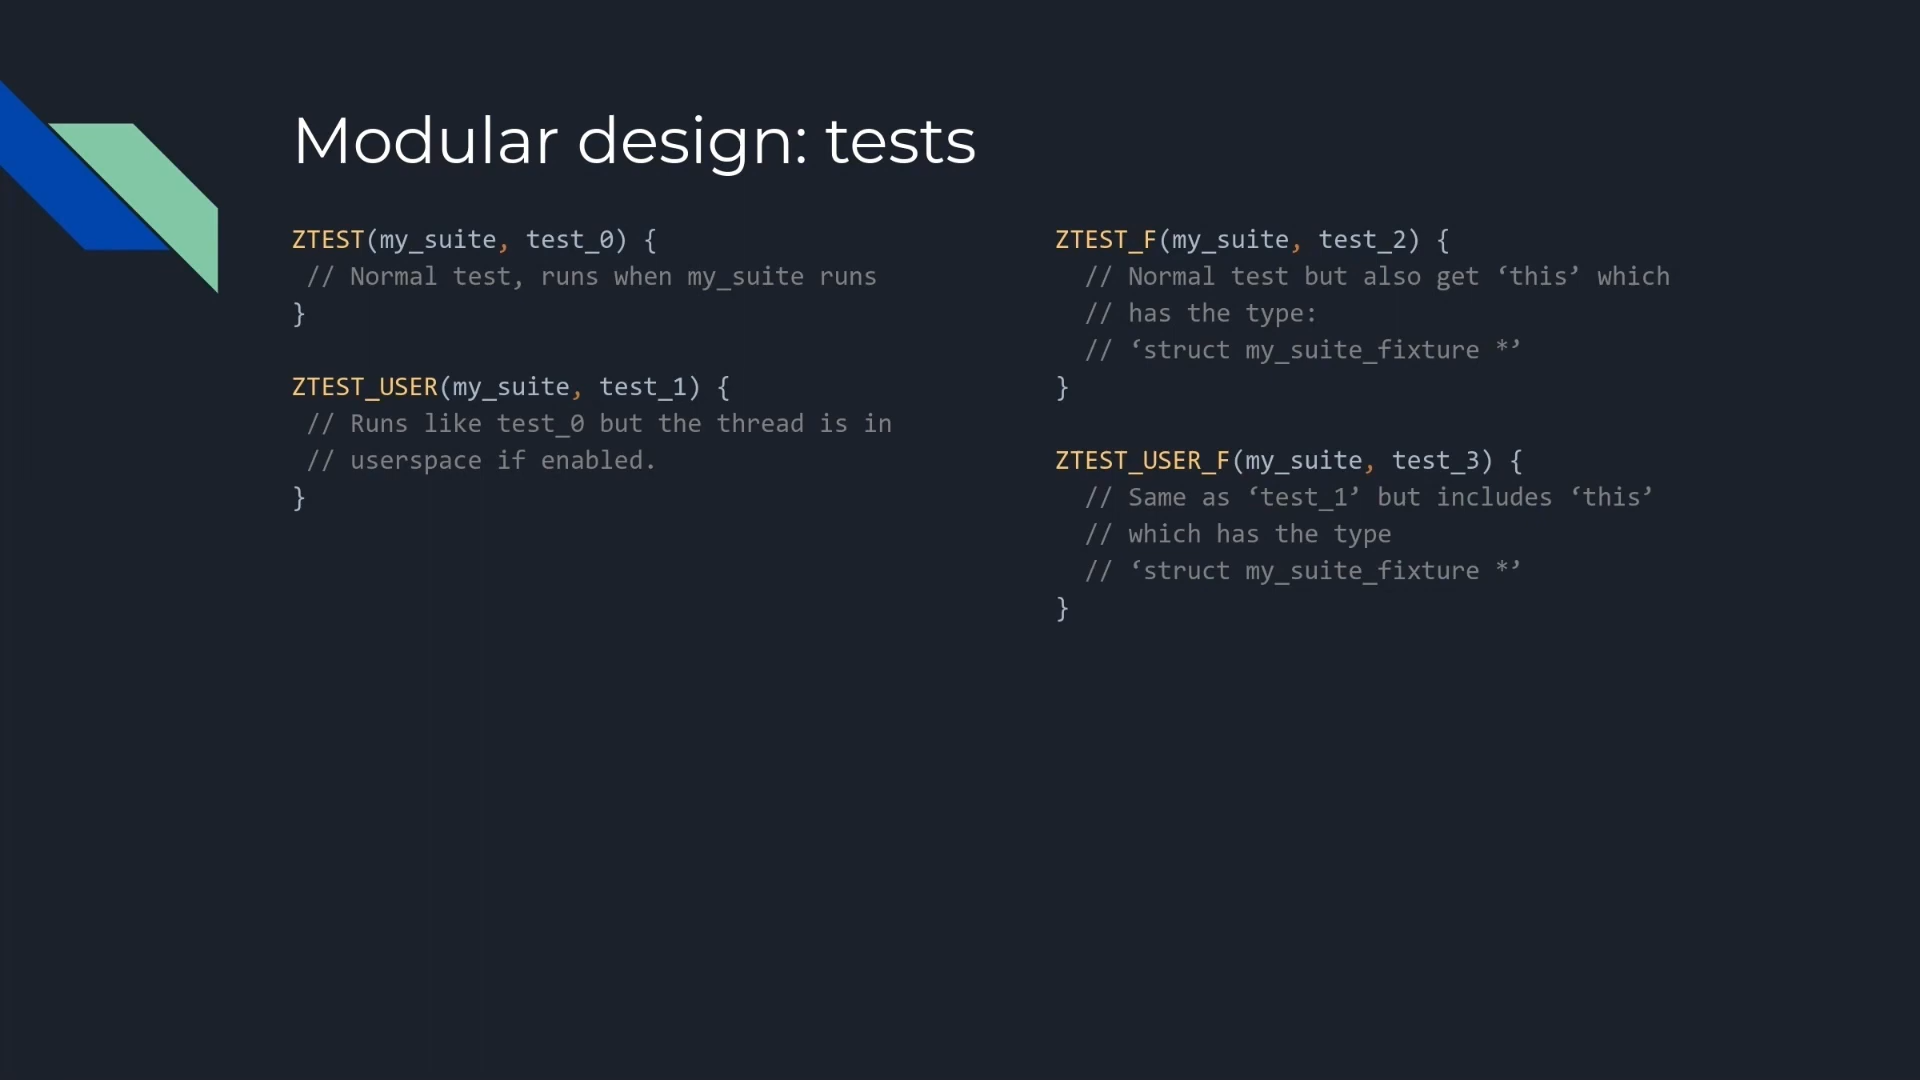 Modular design: tests
ZTEST(my_suite, test_0) {
// Normal test, runs when my_suite runs
}
ZTEST_USER(my_suite, test_1) {
// Runs like test_0 but the thread is in
// userspace if enabled.
}
ZTEST_F(my_suite, test_2) {
// Normal test but also get ‘this’ which
// has the type:
// ‘struct my_suite_fixture *’
}
ZTEST_USER_F(my_suite, test_3) {
// Same as ‘test_1’ but includes ‘this’
// which has the type
// ‘struct my_suite_fixture *’
}